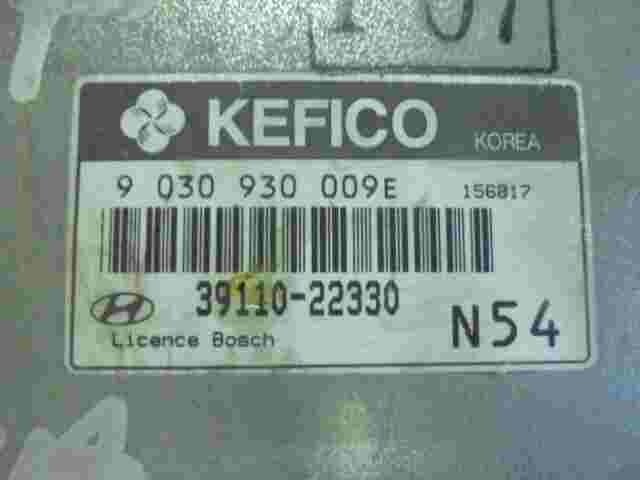 KEFICO KOREA
9 030 930 009E 156817
39110-22330
Licence Bosch N54